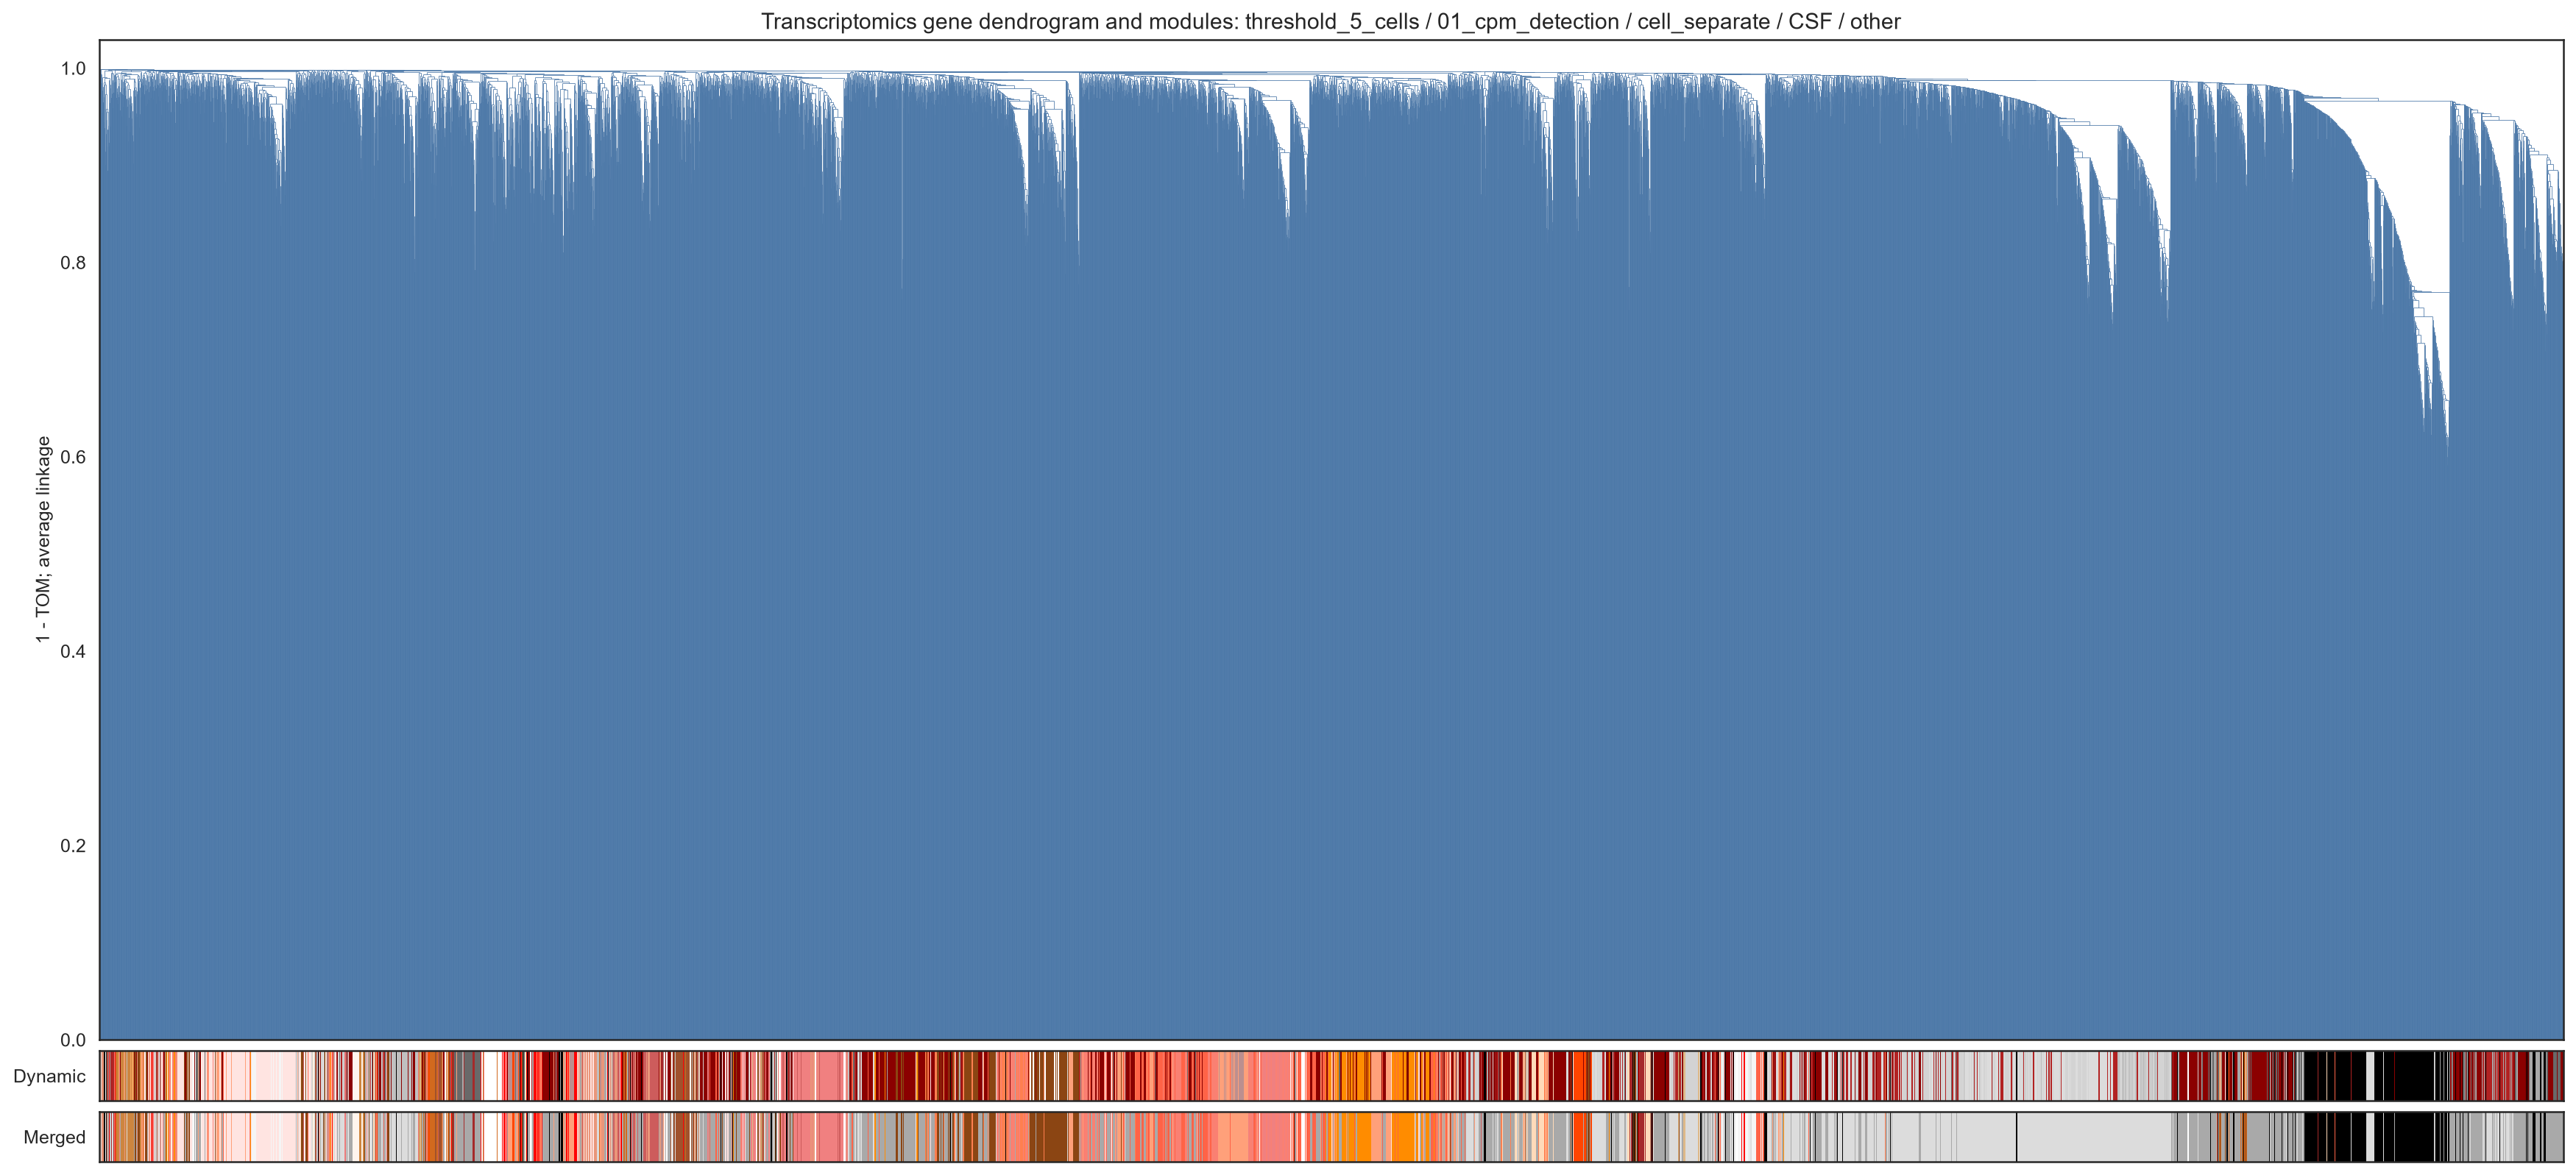 Transcriptomics gene dendrogram and modules: threshold_5_cells / 01_cpm_detection / cell_separate / CSF / other
1.0
0.8
0.6
0.4
0.2
0.0
1 - TOM; average linkage
Dynamic
Merged